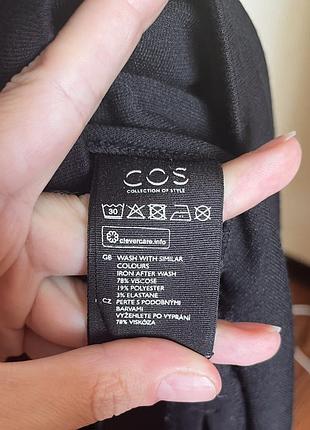 COS
COLLECTION OF STYLE
30
clevercare.info
GB WASH WITH SIMILAR
COLOURS
IRON AFTER WASH
78% VISCOSE
19% POLYESTER
3% ELASTANE
CZ PERTE S PODOBNÝMI
BARVAMI
VYŽEHLETE PO VYPRÁNÍ
78% VISKÓZA